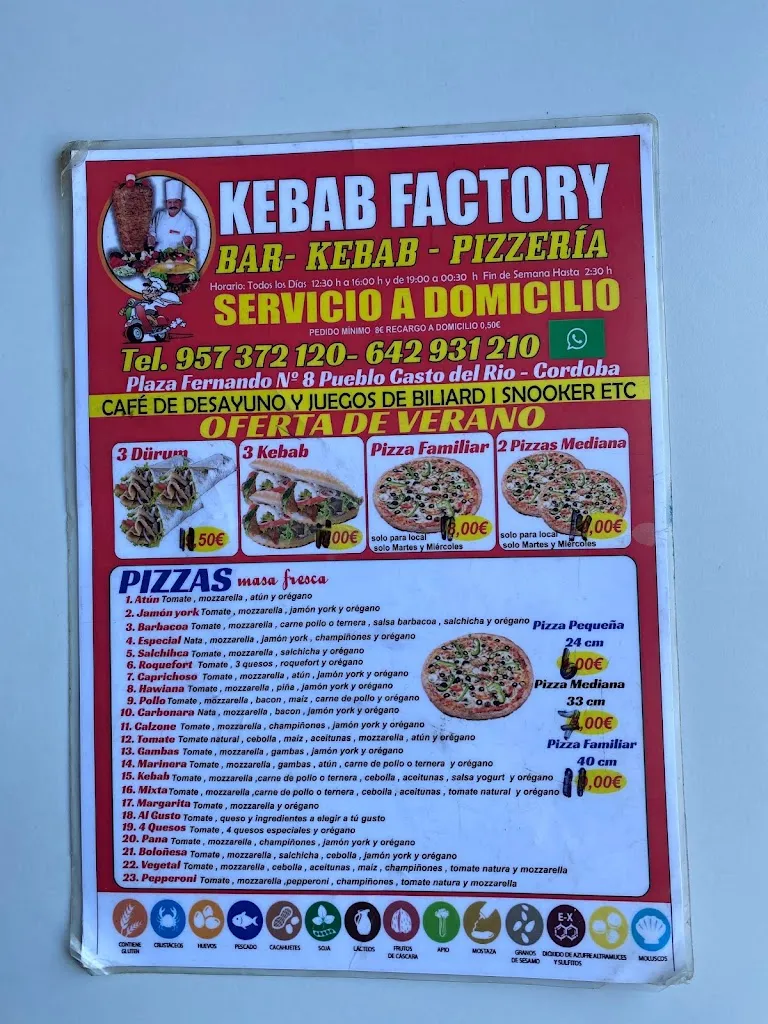 KEBAB FACTORY
BAR- KEBAB - PIZZERÍA
Horario: Todos los Días 12:30 h a 16:00 h y de 19:00 a 00:30 h Fin de Semana Hasta 2:30 h
SERVICIO A DOMICILIO
PEDIDO MÍNIMO 8€ RECARGO A DOMICILIO 0,50€
Tel. 957 372 120- 642 931 210
Plaza Fernando Nº 8 Pueblo Casto del Rio - Cordoba
CAFÉ DE DESAYUNO Y JUEGOS DE BILIARD I SNOOKER ETC
OFERTA DE VERANO
3 Dürum
.50€
3 Kebab
,00€
Pizza Familiar
,00€
solo para local
solo Martes y Miércoles
2 Pizzas Mediana
,00€
solo para local
solo Martes y Miércoles
PIZZAS masa fresca
1. Atún Tomate , mozzarella , atún y orégano
2. Jamón york Tomate , mozzarella , jamón york y orégano
3. Barbacoa Tomate , mozzarella , carne pollo o ternera , salsa barbacoa , salchicha y orégano
4. Especial Nata , mozzarella , jamón york , champiñones y orégano
5. Salchihca Tomate , mozzarella , salchicha y orégano
6. Roquefort Tomate , 3 quesos , roquefort y orégano
7. Caprichoso Tomate , mozzarella , atún , jamón york y orégano
8. Hawiana Tomate , mozzarella , piña , jamón york y orégano
9. Pollo Tomate , mozzarella , bacon , maíz , carne de pollo y orégano
10. Carbonara Nata , mozzarella , bacon , jamón york y orégano
11. Calzone Tomate , mozzarella , champiñones , jamón york y orégano
12. Tomate Tomate natural , cebolla , maíz , aceitunas , mozzarella , atún y orégano
13. Gambas Tomate , mozzarella , gambas , jamón york y orégano
14. Marinera Tomate , mozzarella , gambas , atún , carne de pollo o ternera y orégano
15. Kebab Tomate , mozzarella ,carne de pollo o ternera , cebolla , aceitunas , salsa yogurt y orégano
16. Mixta Tomate , mozzarella ,carne de pollo o ternera , cebolla , aceitunas , tomate natural y orégano
17. Margarita Tomate , mozzarella y orégano
18. Al Gusto Tomate , queso y ingredientes a elegir a tú gusto
19. 4 Quesos Tomate , 4 quesos especiales y orégano
20. Pana Tomate , mozzarella , champiñones , jamón york y orégano
21. Boloñesa Tomate , mozzarella , salchicha , cebolla , jamón york y orégano
22. Vegetal Tomate , mozzarella , cebolla , aceitunas , maíz , champiñones , tomate natura y mozzarella
23. Pepperoni Tomate , mozzarella ,pepperoni , champiñones , tomate natura y mozzarella
Pizza Pequeña
24 cm
6,00€
Pizza Mediana
33 cm
,00€
Pizza Familiar
40 cm
,00€
CONTIENE GLUTEN
CRUSTÁCEOS
HUEVOS
PESCADO
CACAHUETES
SOJA
LÁCTEOS
FRUTOS DE CÁSCARA
APIO
MOSTAZA
GRANOS DE SESAMO
E-X
DIÓXIDO DE AZUFRE Y SULFITOS
ALTRAMUCES
MOLUSCOS